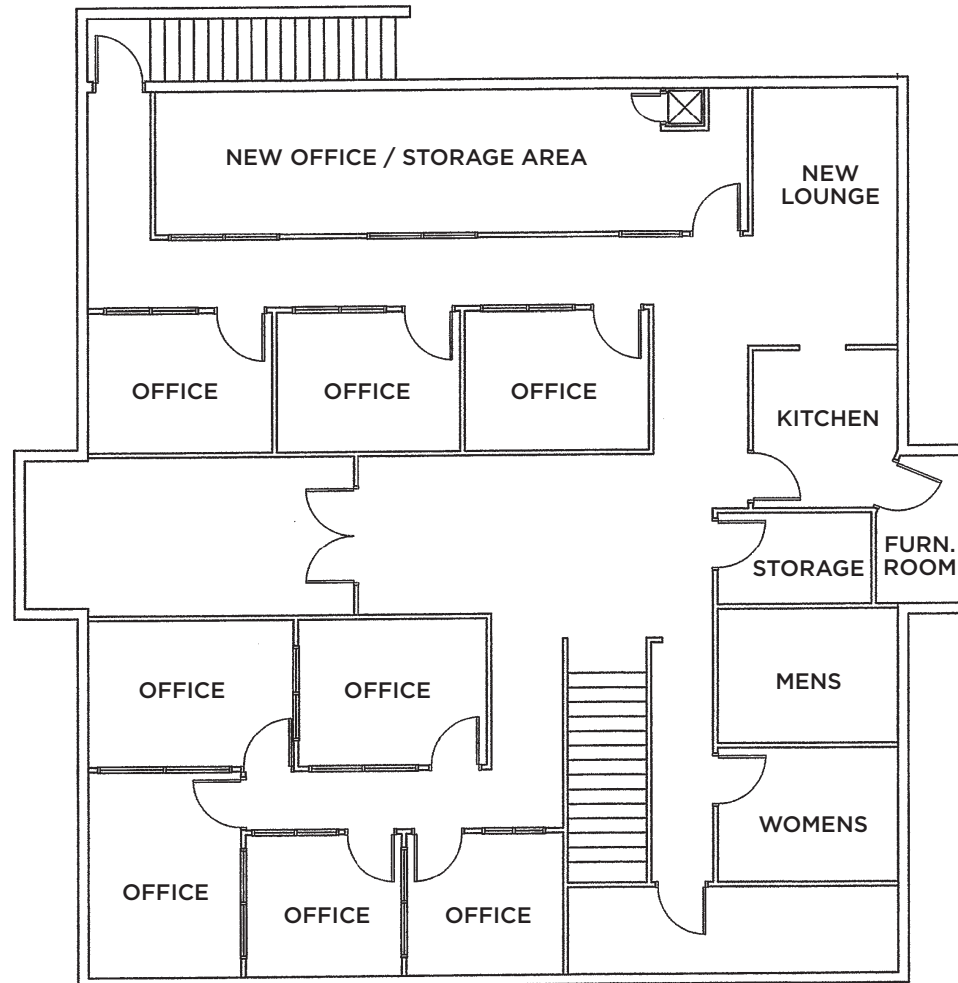 NEW OFFICE / STORAGE AREA
NEW
LOUNGE
OFFICE
OFFICE
OFFICE
KITCHEN
STORAGE
FURN.
ROOM
OFFICE
OFFICE
MENS
WOMENS
OFFICE
OFFICE
OFFICE